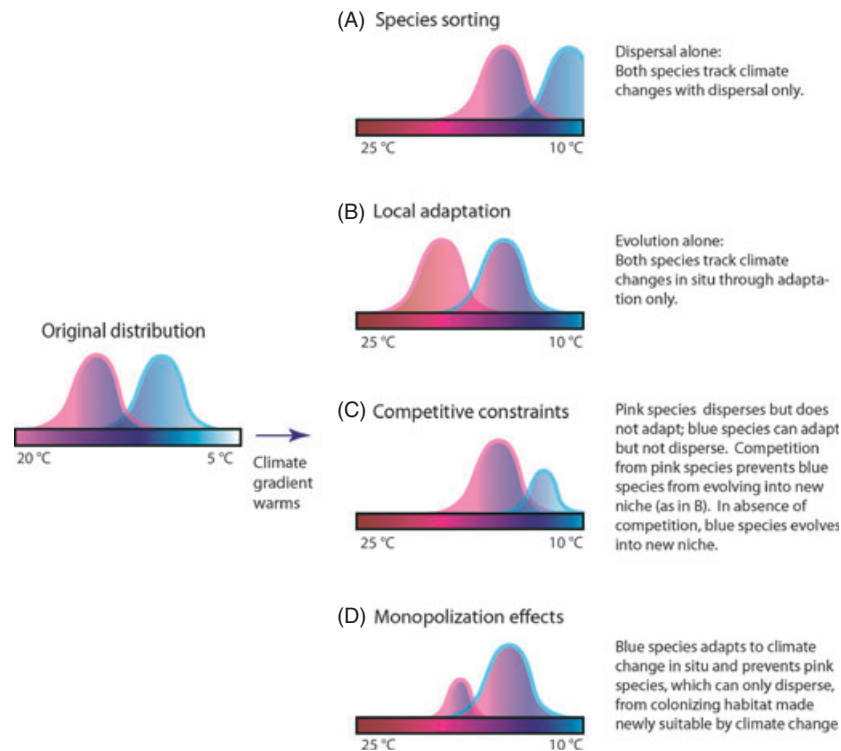 (A) Species sorting
Dispersal alone:
Both species track climate
changes with dispersal only.
25 °C 10 °C
(B) Local adaptation
Evolution alone:
Both species track climate
changes in situ through adapta-
tion only.
25 °C 10 °C
Original distribution
20 °C 5 °C
Climate
gradient
warms
(C) Competitive constraints
Pink species disperses but does
not adapt; blue species can adapt
but not disperse. Competition
from pink species prevents blue
species from evolving into new
niche (as in B). In absence of
competition, blue species evolves
into new niche.
25 °C 10 °C
(D) Monopolization effects
Blue species adapts to climate
change in situ and prevents pink
species, which can only disperse,
from colonizing habitat made
newly suitable by climate change
25 °C 10 °C